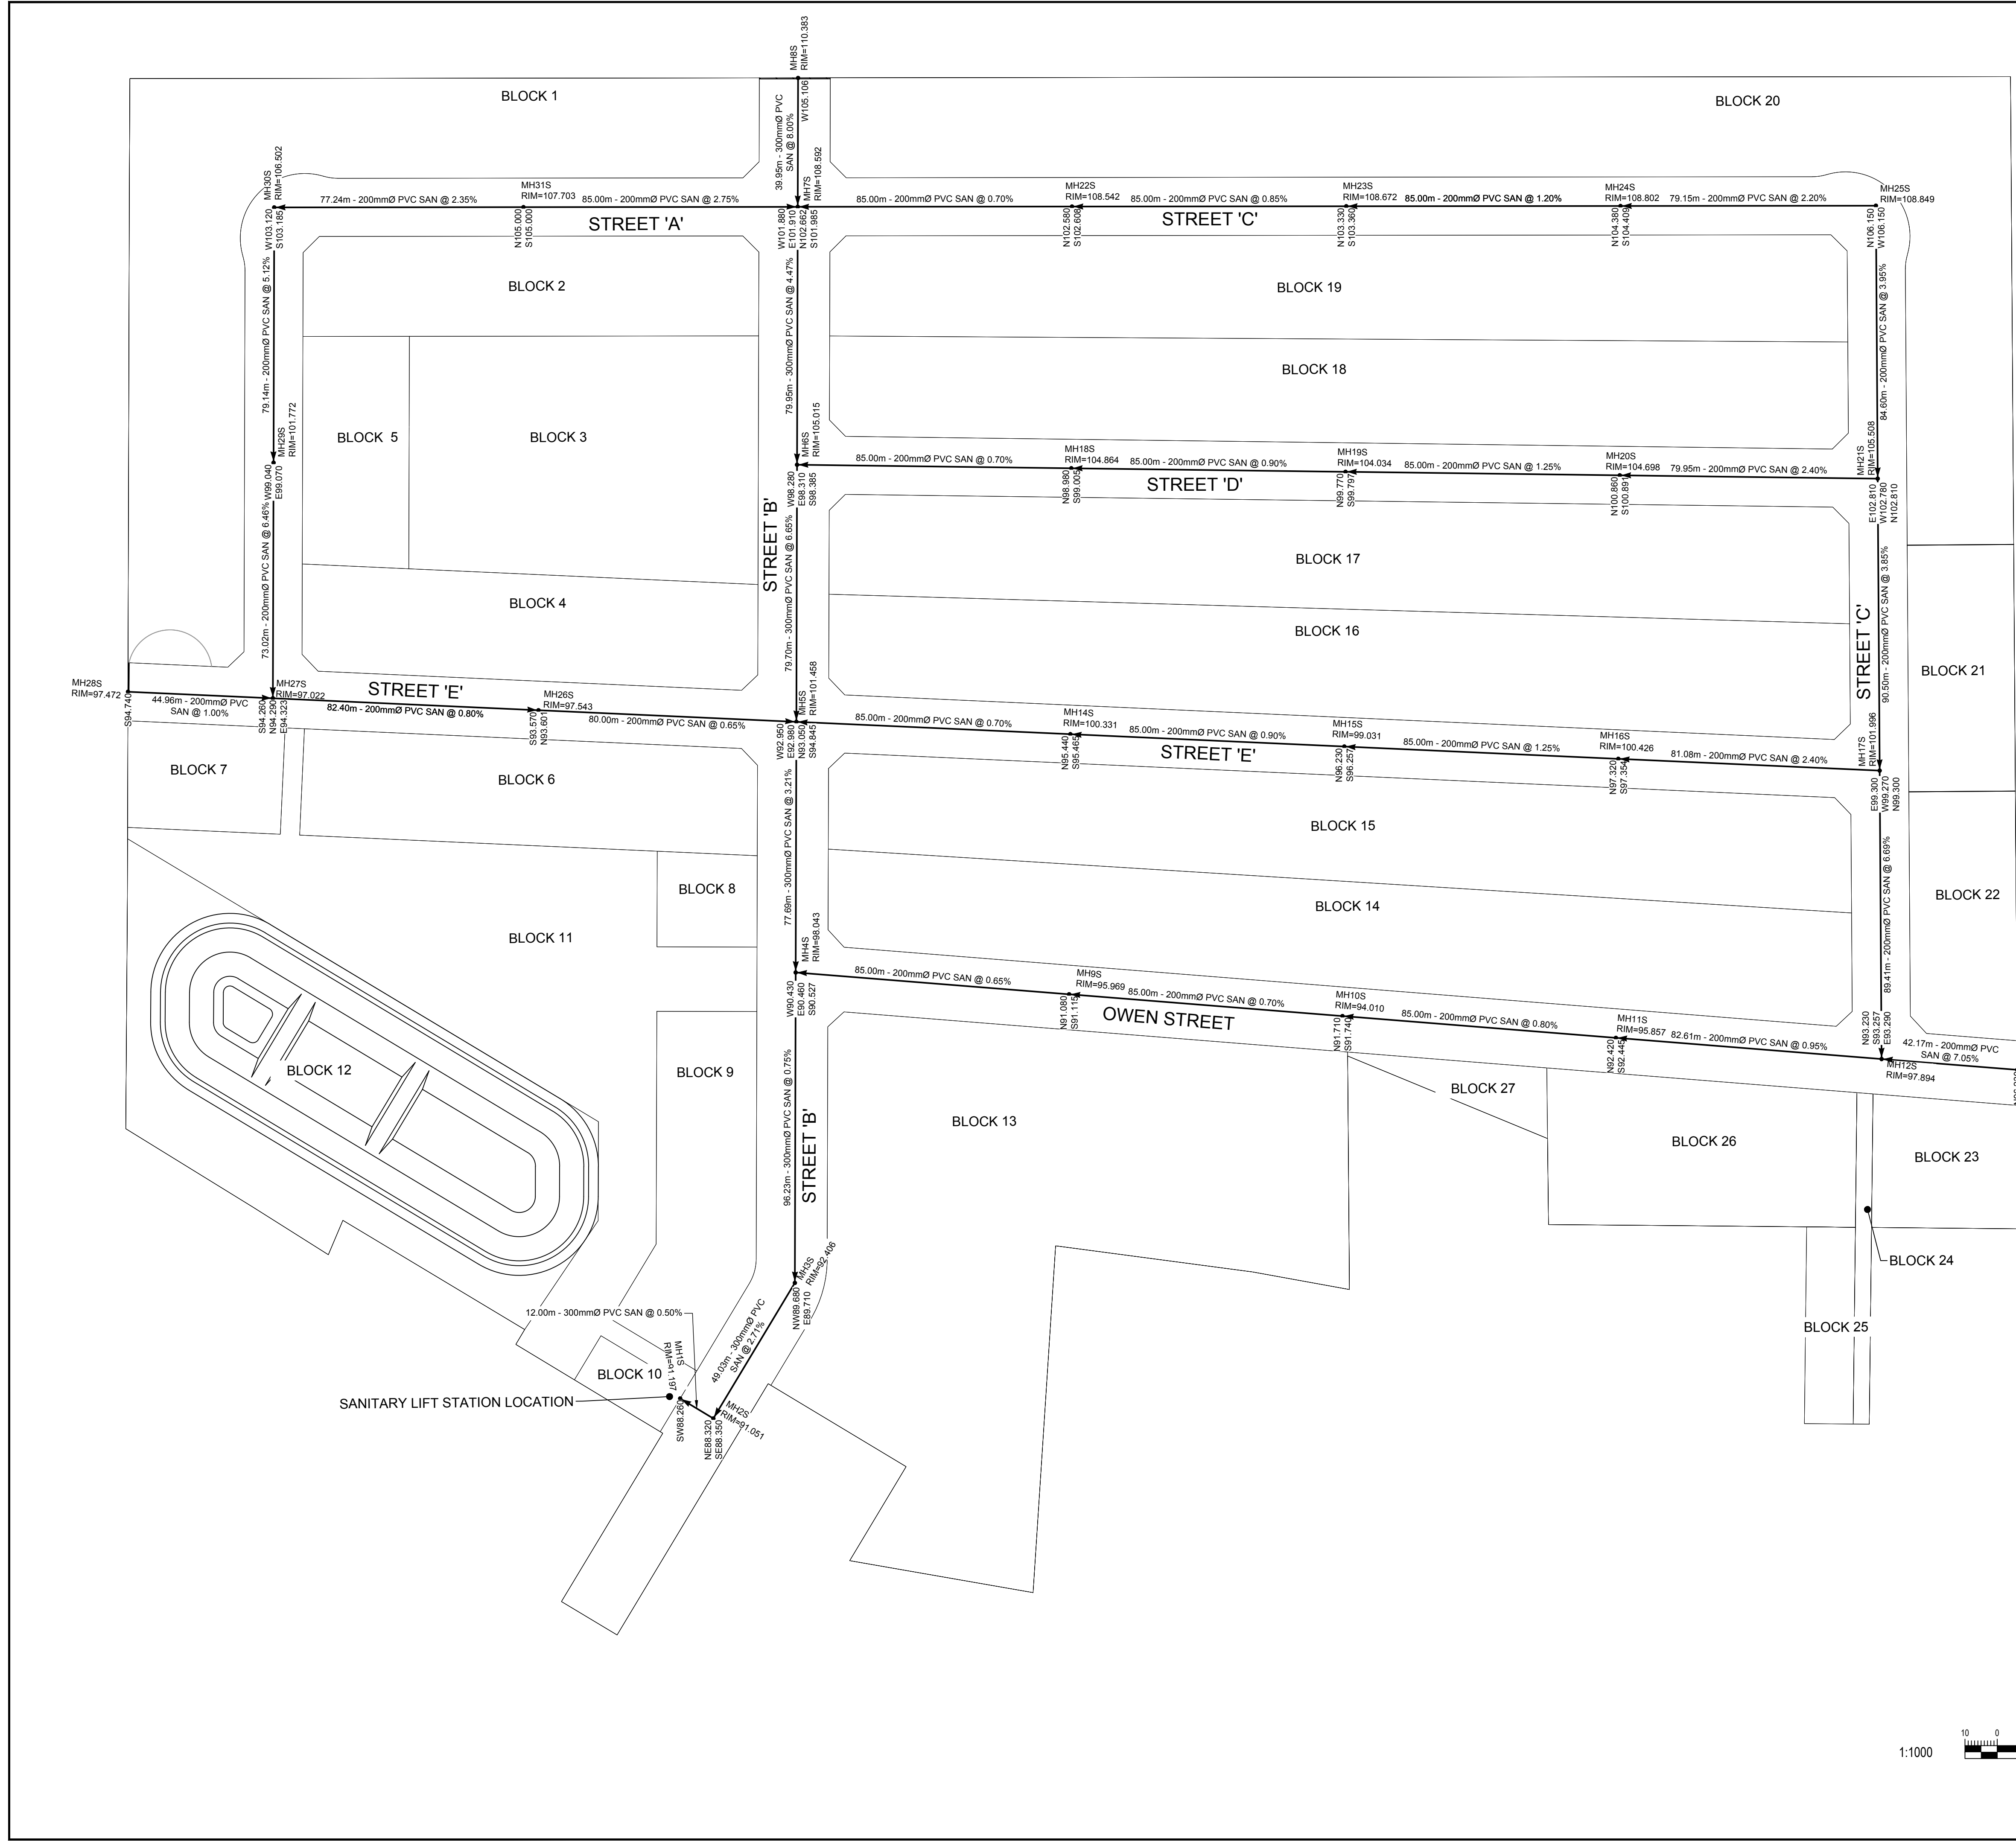 MH8S
RIM=110.383
W105.106
39.95m - 300mmØ PVC
SAN @ 8.00%
BLOCK 1
BLOCK 20
MH30S
RIM=106.502
77.24m - 200mmØ PVC SAN @ 2.35%
MH31S
RIM=107.703
85.00m - 200mmØ PVC SAN @ 2.75%
MH7S
RIM=108.592
85.00m - 200mmØ PVC SAN @ 0.70%
MH22S
RIM=108.542
85.00m - 200mmØ PVC SAN @ 0.85%
MH23S
RIM=108.672
85.00m - 200mmØ PVC SAN @ 1.20%
MH24S
RIM=108.802
79.15m - 200mmØ PVC SAN @ 2.20%
MH25S
RIM=108.849
W103.120
S103.185
N105.000
S105.000
STREET 'A'
W101.880
E101.910
N102.662
S101.985
N102.580
S102.608
STREET 'C'
N103.330
S103.360
N104.380
S104.409
N106.150
W106.150
79.14m - 200mmØ PVC SAN @ 5.12%
BLOCK 2
79.95m - 300mmØ PVC SAN @ 4.47%
BLOCK 19
84.60m - 200mmØ PVC SAN @ 3.95%
BLOCK 18
BLOCK 5
BLOCK 3
MH29S
RIM=101.772
W99.040
E99.070
MH6S
RIM=105.015
85.00m - 200mmØ PVC SAN @ 0.70%
MH18S
RIM=104.864
85.00m - 200mmØ PVC SAN @ 0.90%
MH19S
RIM=104.034
85.00m - 200mmØ PVC SAN @ 1.25%
MH20S
RIM=104.698
79.95m - 200mmØ PVC SAN @ 2.40%
MH21S
RIM=105.508
W98.280
E98.310
S98.385
N98.980
S99.005
STREET 'D'
N99.770
S99.797
N100.860
S100.891
E102.810
W102.780
N102.810
73.02m - 200mmØ PVC SAN @ 6.46%
STREET 'B'
79.70m - 300mmØ PVC SAN @ 6.65%
BLOCK 17
BLOCK 4
BLOCK 16
STREET 'C'
90.50m - 200mmØ PVC SAN @ 3.85%
BLOCK 21
MH28S
RIM=97.472
S94.740
44.96m - 200mmØ PVC
SAN @ 1.00%
MH27S
RIM=97.022
S94.260
N94.290
E94.323
STREET 'E'
82.40m - 200mmØ PVC SAN @ 0.80%
MH26S
RIM=97.543
S93.570
N93.601
80.00m - 200mmØ PVC SAN @ 0.65%
MH5S
RIM=101.458
W92.950
E92.980
N93.050
S94.845
85.00m - 200mmØ PVC SAN @ 0.70%
MH14S
RIM=100.331
N95.440
S95.465
85.00m - 200mmØ PVC SAN @ 0.90%
STREET 'E'
MH15S
RIM=99.031
N96.230
S96.257
85.00m - 200mmØ PVC SAN @ 1.25%
MH16S
RIM=100.426
N97.320
S97.354
81.08m - 200mmØ PVC SAN @ 2.40%
MH17S
RIM=101.996
E99.300
W99.270
N99.300
BLOCK 7
BLOCK 6
77.69m - 300mmØ PVC SAN @ 3.21%
BLOCK 15
89.41m - 200mmØ PVC SAN @ 6.69%
BLOCK 8
BLOCK 14
BLOCK 22
BLOCK 11
MH4S
RIM=98.043
85.00m - 200mmØ PVC SAN @ 0.65%
MH9S
RIM=95.969
85.00m - 200mmØ PVC SAN @ 0.70%
MH10S
RIM=94.010
85.00m - 200mmØ PVC SAN @ 0.80%
MH11S
RIM=95.857
82.61m - 200mmØ PVC SAN @ 0.95%
N93.230
S93.257
E93.290
42.17m - 200mmØ PVC
SAN @ 7.05%
MH12S
RIM=97.894
W90.430
E90.460
S90.527
N91.080
S91.115
OWEN STREET
N91.710
S91.740
N92.420
S92.445
BLOCK 12
BLOCK 9
96.23m - 300mmØ PVC SAN @ 0.75%
STREET 'B'
BLOCK 13
BLOCK 27
BLOCK 26
BLOCK 23
MH3S
RIM=92.406
NW89.680
E89.710
12.00m - 300mmØ PVC SAN @ 0.50%
49.03m - 300mmØ PVC
SAN @ 2.71%
BLOCK 24
BLOCK 25
MH1S
RIM=91.197
BLOCK 10
SANITARY LIFT STATION LOCATION
SW88.260
MH2S
RIM=91.051
NE88.320
SE88.350
10 0
1:1000